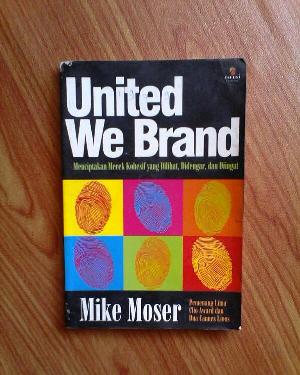 United
We Brand
Menciptakan Merek Kohesif yang Dilihat, Didengar, dan Diingat
Mike Moser
Pemenang Lima
Clio Award dan
Dua Cannes Lions